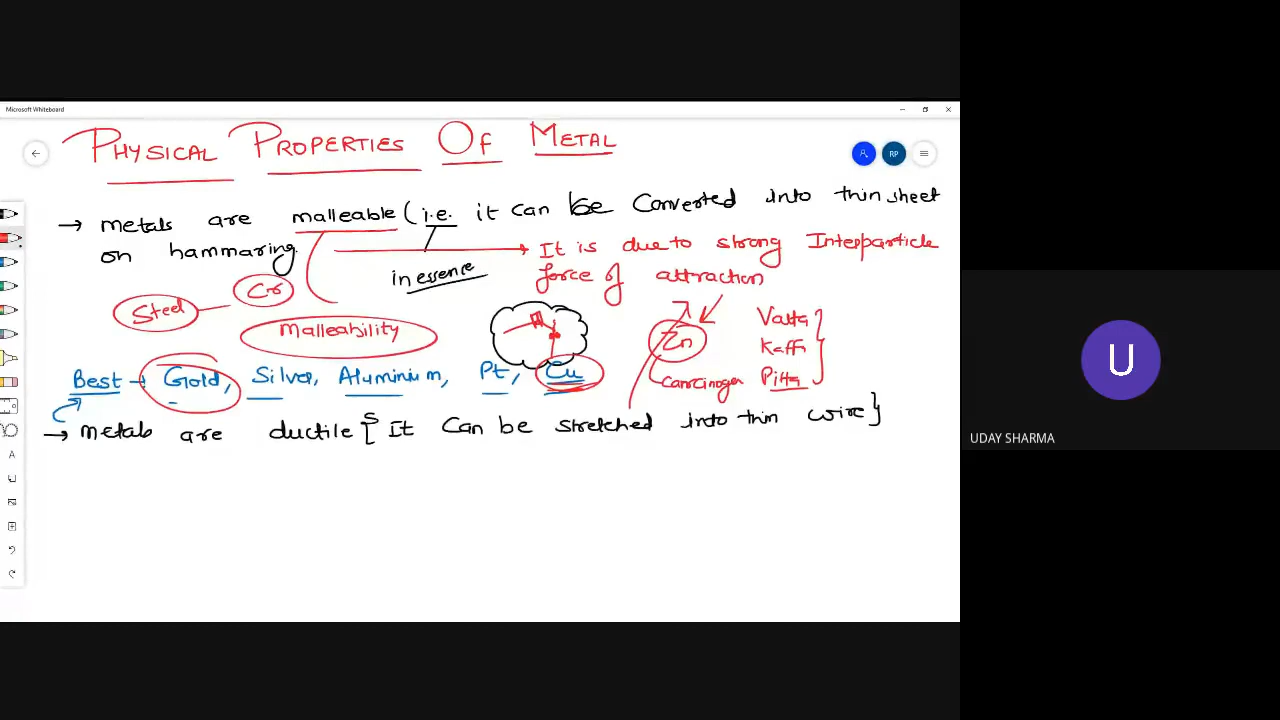 Microsoft Whiteboard
PHYSICAL PROPERTIES Of METAL
RP
→ metals are malleable (i.e. it can be Converted into thin sheet
on hammaring.
→ It is due to strong Interparticle
force of attraction
in essence
Steel Cr
Malleability
Zn
Vatta
Kaffa
Pitta
carcinogen
Best → Gold, Silver, Aluminium, Pt, Cu
→ metals are ductile { It Can be stretched into thin wire }
A
U
UDAY SHARMA